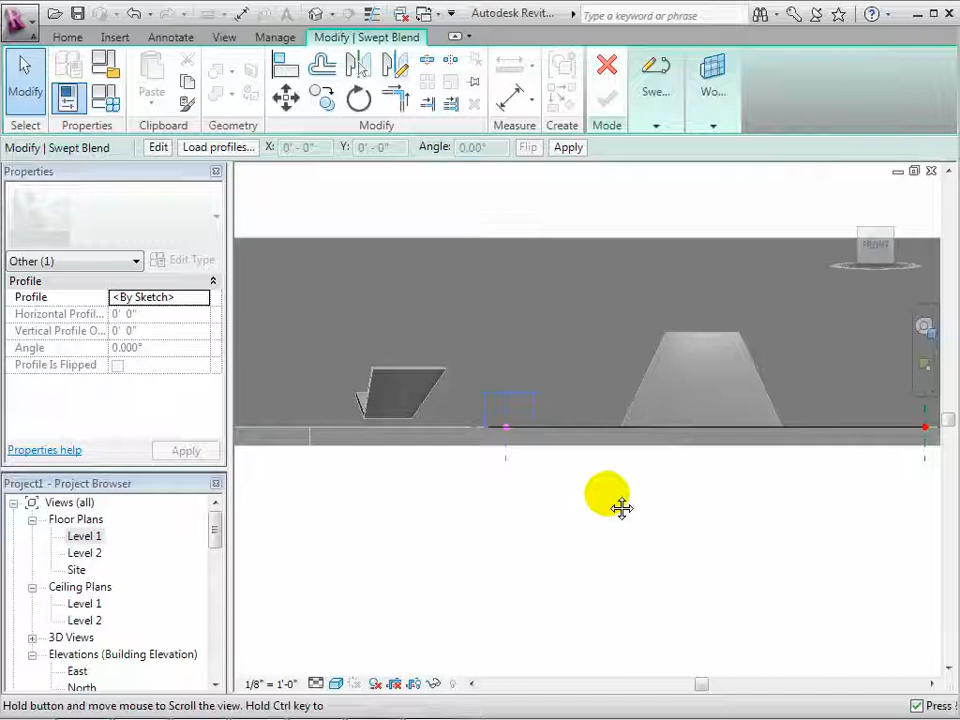 Autodesk Revit...
Type a keyword or phrase
Home Insert Annotate View Manage Modify | Swept Blend
Modify
Paste
Swe...
Wo...
Select Properties Clipboard Geometry Modify Measure Create Mode
Modify | Swept Blend Edit Load profiles... X: 0' - 0" Y: 0' - 0" Angle: 0.00° Flip Apply
Properties
Other (1) Edit Type
Profile
Profile <By Sketch>
Horizontal Profil... 0' 0"
Vertical Profile O... 0' 0"
Angle 0.000°
Profile Is Flipped
Properties help Apply
FRONT
Project1 - Project Browser
Views (all)
Floor Plans
Level 1
Level 2
Site
Ceiling Plans
Level 1
Level 2
3D Views
Elevations (Building Elevation)
East
North
1/8" = 1'-0"
Hold button and move mouse to Scroll the view. Hold Ctrl key to
Press